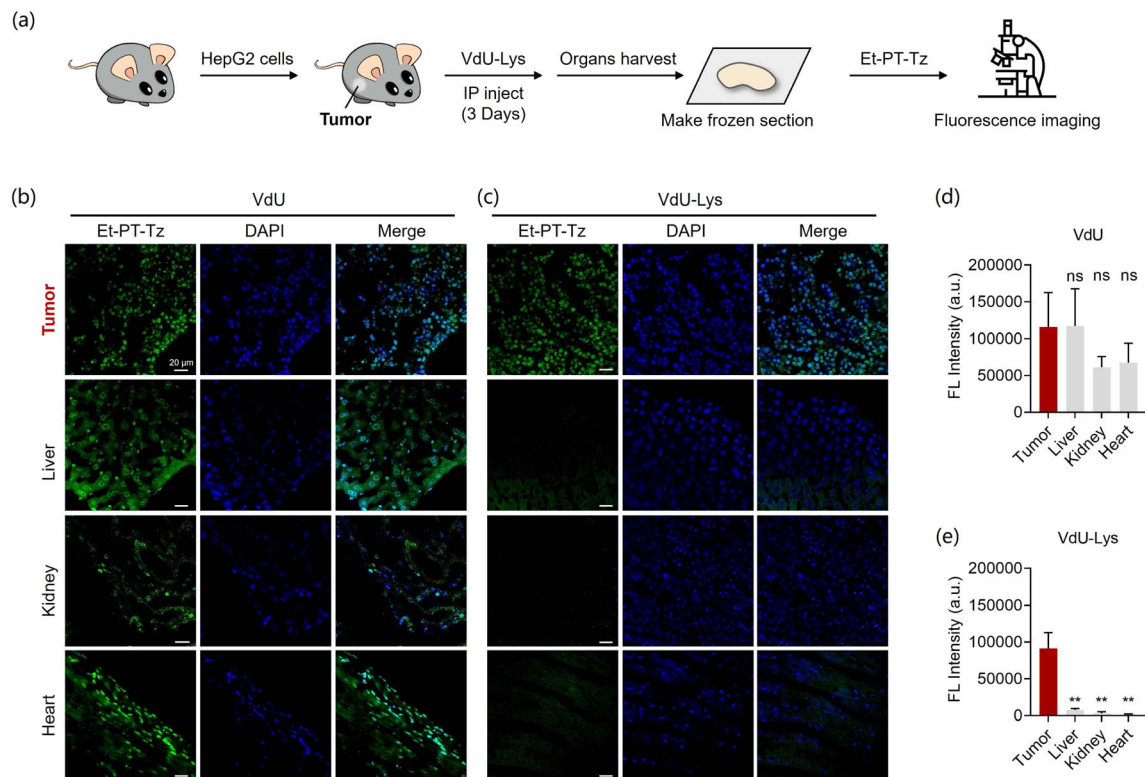 (a)
HepG2 cells
Tumor
VdU-Lys
IP inject
(3 Days)
Organs harvest
Make frozen section
Et-PT-Tz
Fluorescence imaging
(b)
VdU
Et-PT-Tz DAPI Merge
Tumor
20 µm
Liver
Kidney
Heart
(c)
VdU-Lys
Et-PT-Tz DAPI Merge
(d)
VdU
FL Intensity (a.u.)
200000
150000
100000
50000
0
ns ns ns
Tumor Liver Kidney Heart
(e)
VdU-Lys
FL Intensity (a.u.)
200000
150000
100000
50000
0
** ** **
Tumor Liver Kidney Heart